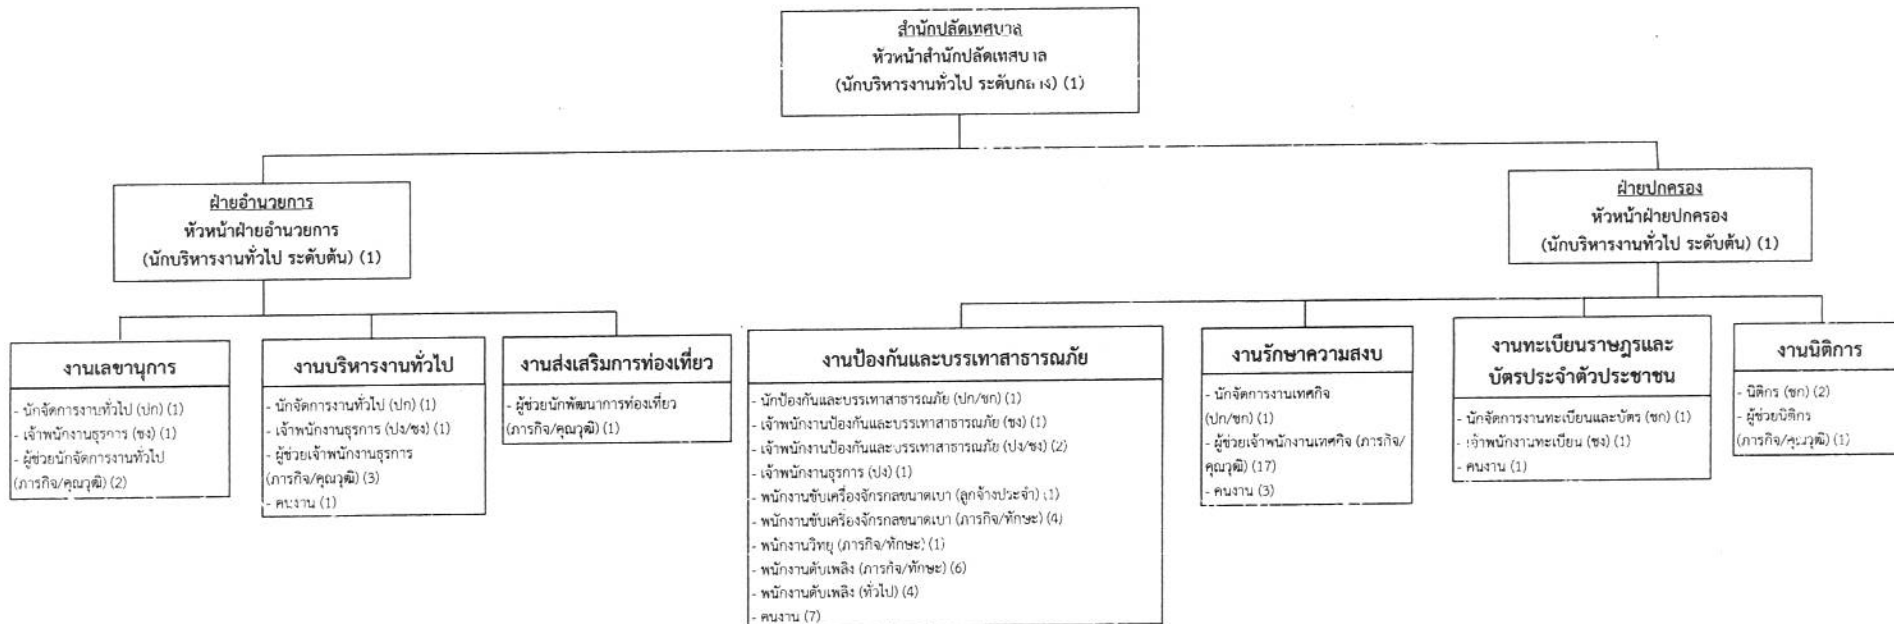 สำนักปลัดเทศบาล
หัวหน้าสำนักปลัดเทศบาล
(นักบริหารงานทั่วไป ระดับกลาง) (1)
ฝ่ายอำนวยการ
หัวหน้าฝ่ายอำนวยการ
(นักบริหารงานทั่วไป ระดับต้น) (1)
ฝ่ายปกครอง
หัวหน้าฝ่ายปกครอง
(นักบริหารงานทั่วไป ระดับต้น) (1)
งานเลขานุการ
- นักจัดการงานทั่วไป (ปก) (1)
- เจ้าพนักงานธุรการ (ชง) (1)
- ผู้ช่วยนักจัดการงานทั่วไป
(ภารกิจ/คุณวุฒิ) (2)
งานบริหารงานทั่วไป
- นักจัดการงานทั่วไป (ปก) (1)
- เจ้าพนักงานธุรการ (ปง/ชง) (1)
- ผู้ช่วยเจ้าพนักงานธุรการ
(ภารกิจ/คุณวุฒิ) (3)
- คนงาน (1)
งานส่งเสริมการท่องเที่ยว
- ผู้ช่วยนักพัฒนาการท่องเที่ยว
(ภารกิจ/คุณวุฒิ) (1)
งานป้องกันและบรรเทาสาธารณภัย
- นักป้องกันและบรรเทาสาธารณภัย (ปก/ชก) (1)
- เจ้าพนักงานป้องกันและบรรเทาสาธารณภัย (ชง) (1)
- เจ้าพนักงานป้องกันและบรรเทาสาธารณภัย (ปง/ชง) (2)
- เจ้าพนักงานธุรการ (ปง) (1)
- พนักงานขับเครื่องจักรกลขนาดเบา (ลูกจ้างประจำ) (1)
- พนักงานขับเครื่องจักรกลขนาดเบา (ภารกิจ/ทักษะ) (4)
- พนักงานวิทยุ (ภารกิจ/ทักษะ) (1)
- พนักงานดับเพลิง (ภารกิจ/ทักษะ) (6)
- พนักงานดับเพลิง (ทั่วไป) (4)
- คนงาน (7)
งานรักษาความสงบ
- นักจัดการงานเทศกิจ
(ปก/ชก) (1)
- ผู้ช่วยเจ้าพนักงานเทศกิจ (ภารกิจ/
คุณวุฒิ) (17)
- คนงาน (3)
งานทะเบียนราษฎรและ
บัตรประจำตัวประชาชน
- นักจัดการงานทะเบียนและบัตร (ชก) (1)
- เจ้าพนักงานทะเบียน (ชง) (1)
- คนงาน (1)
งานนิติการ
- นิติกร (ชก) (2)
- ผู้ช่วยนิติกร
(ภารกิจ/คุณวุฒิ) (1)